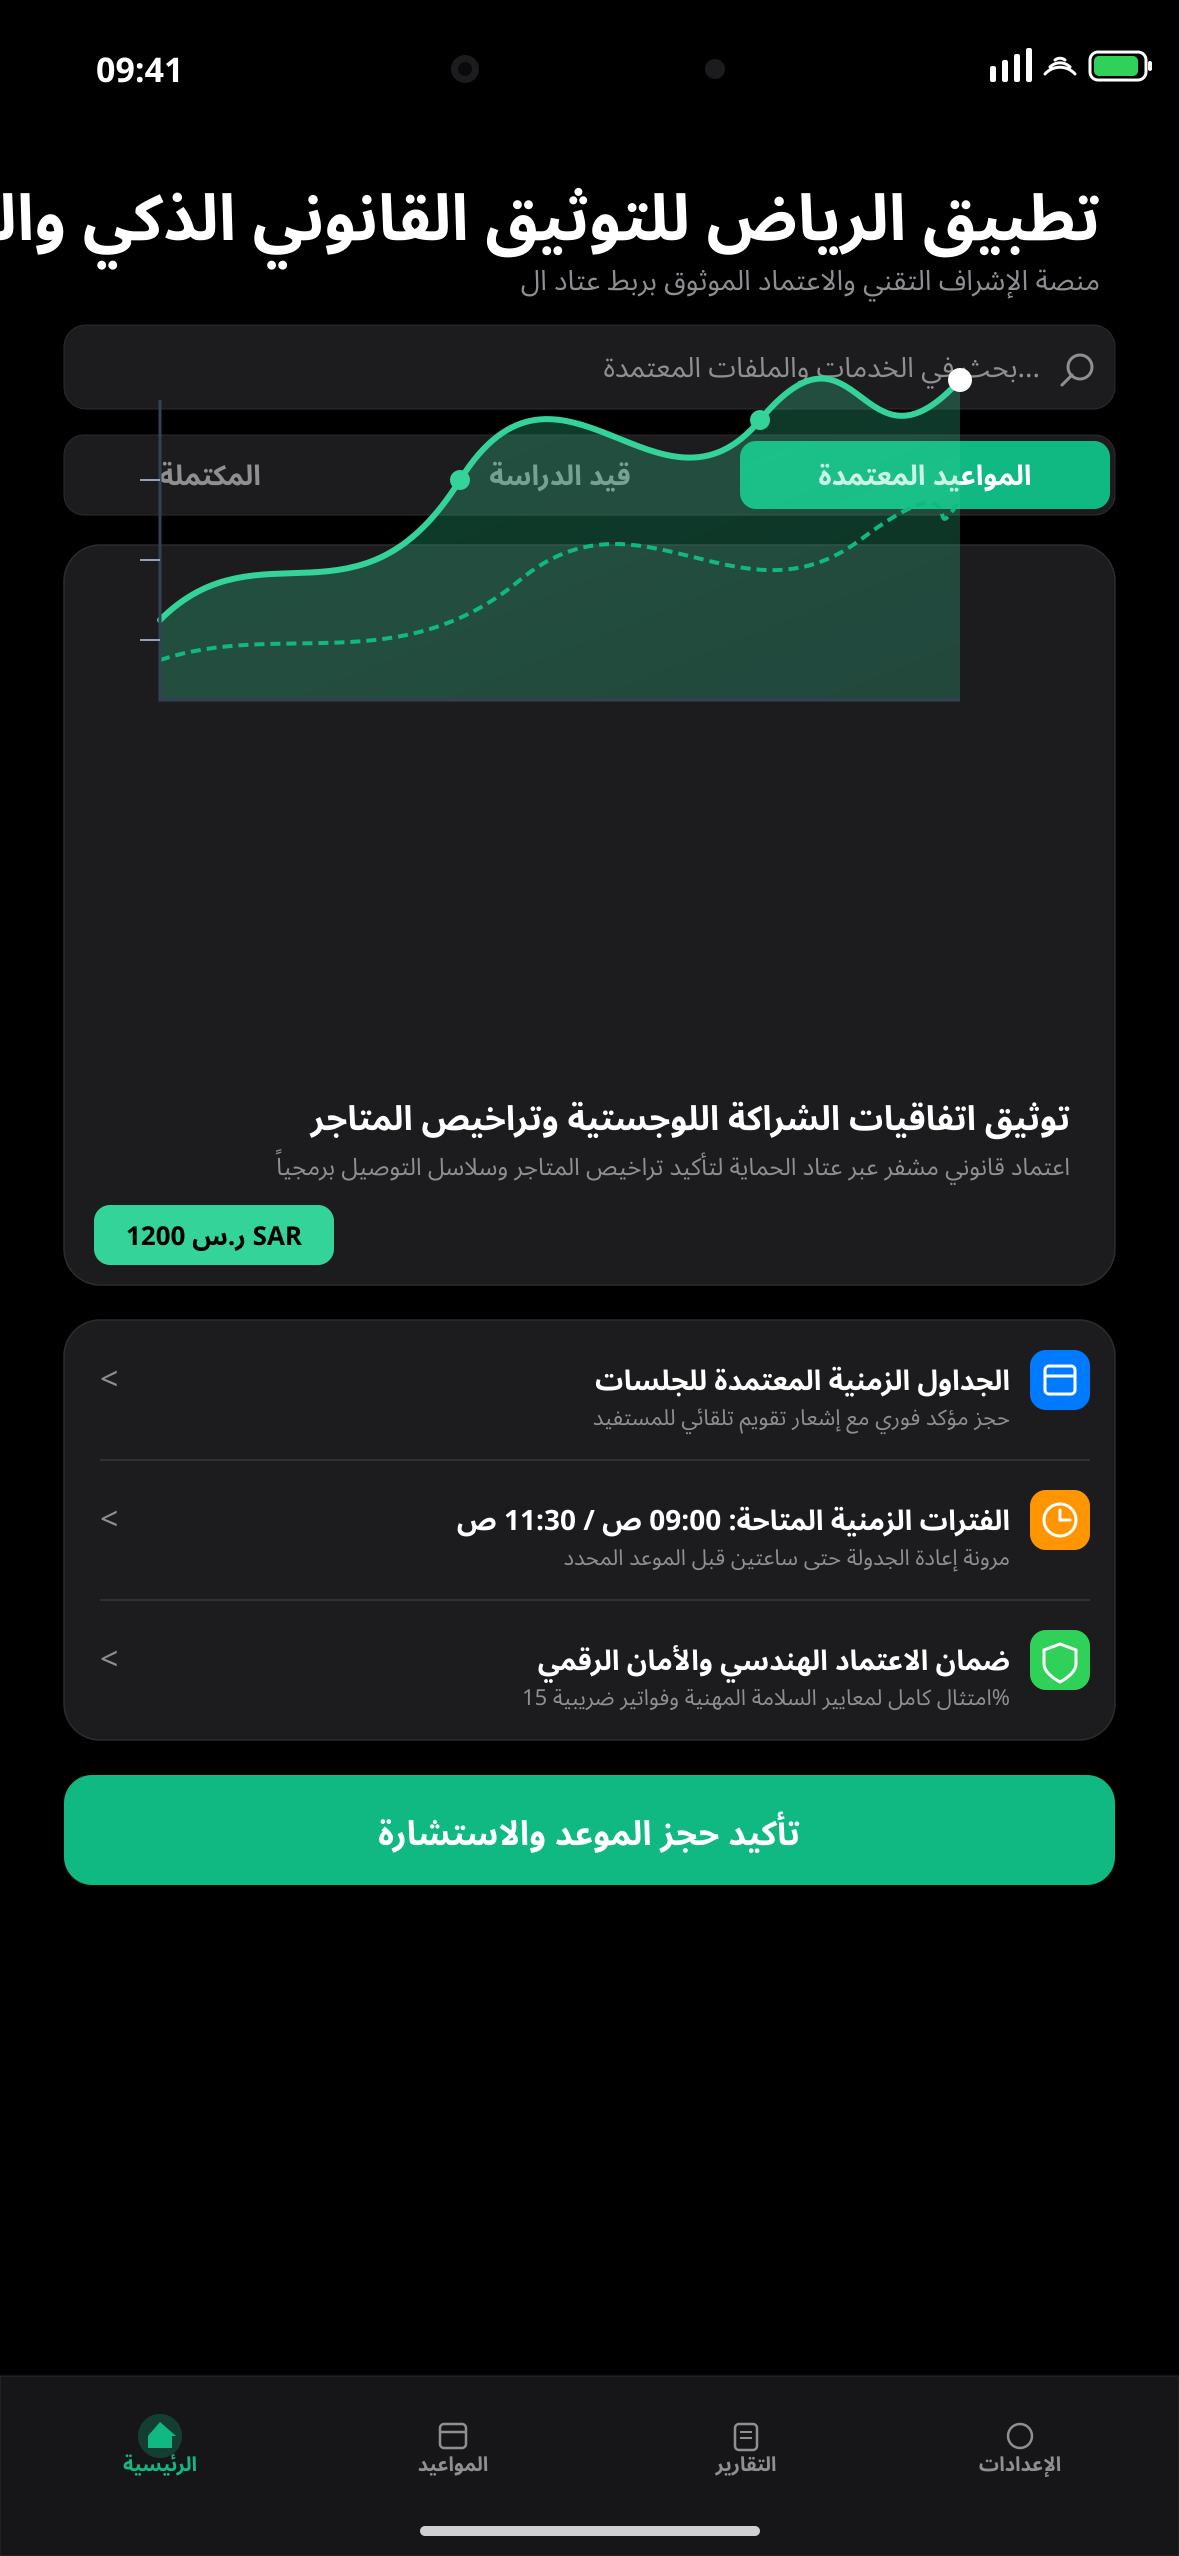 09:41
تطبيق الرياض للتوثيق القانوني الذكي وال
منصة الإشراف التقني والاعتماد الموثوق بربط عتاد ال
بحث في الخدمات والملفات المعتمدة...
المواعيد المعتمدة
قيد الدراسة
المكتملة
توثيق اتفاقيات الشراكة اللوجستية وتراخيص المتاجر
اعتماد قانوني مشفر عبر عتاد الحماية لتأكيد تراخيص المتاجر وسلاسل التوصيل برمجياً
1200 ر.س SAR
الجداول الزمنية المعتمدة للجلسات
حجز مؤكد فوري مع إشعار تقويم تلقائي للمستفيد
الفترات الزمنية المتاحة: 09:00 ص / 11:30 ص
مرونة إعادة الجدولة حتى ساعتين قبل الموعد المحدد
ضمان الاعتماد الهندسي والأمان الرقمي
امتثال كامل لمعايير السلامة المهنية وفواتير ضريبية 15%
تأكيد حجز الموعد والاستشارة
الإعدادات
التقارير
المواعيد
الرئيسية